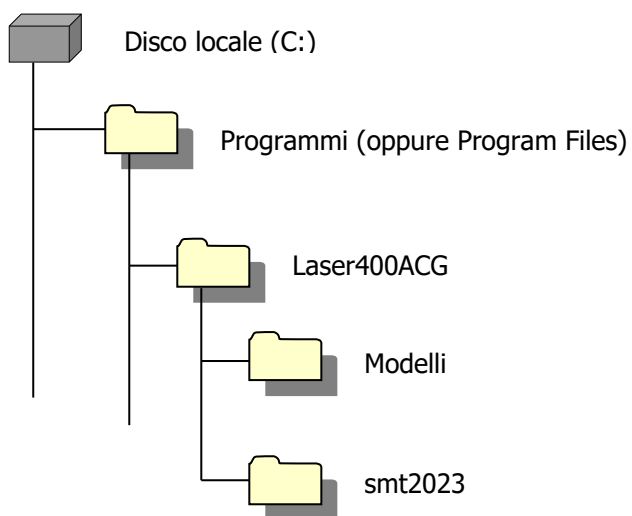 Disco locale (C:)
Programmi (oppure Program Files)
Laser400ACG
Modelli
smt2023